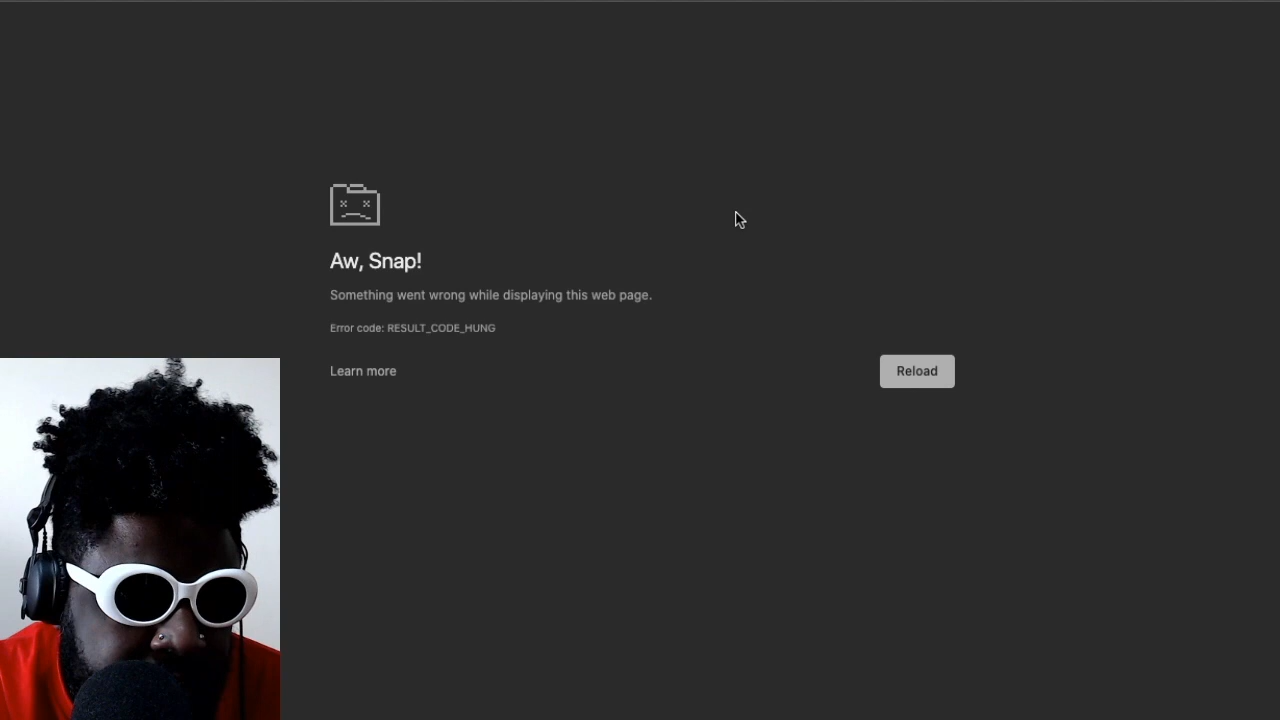 Aw, Snap!
Something went wrong while displaying this web page.
Error code: RESULT_CODE_HUNG
Learn more
Reload